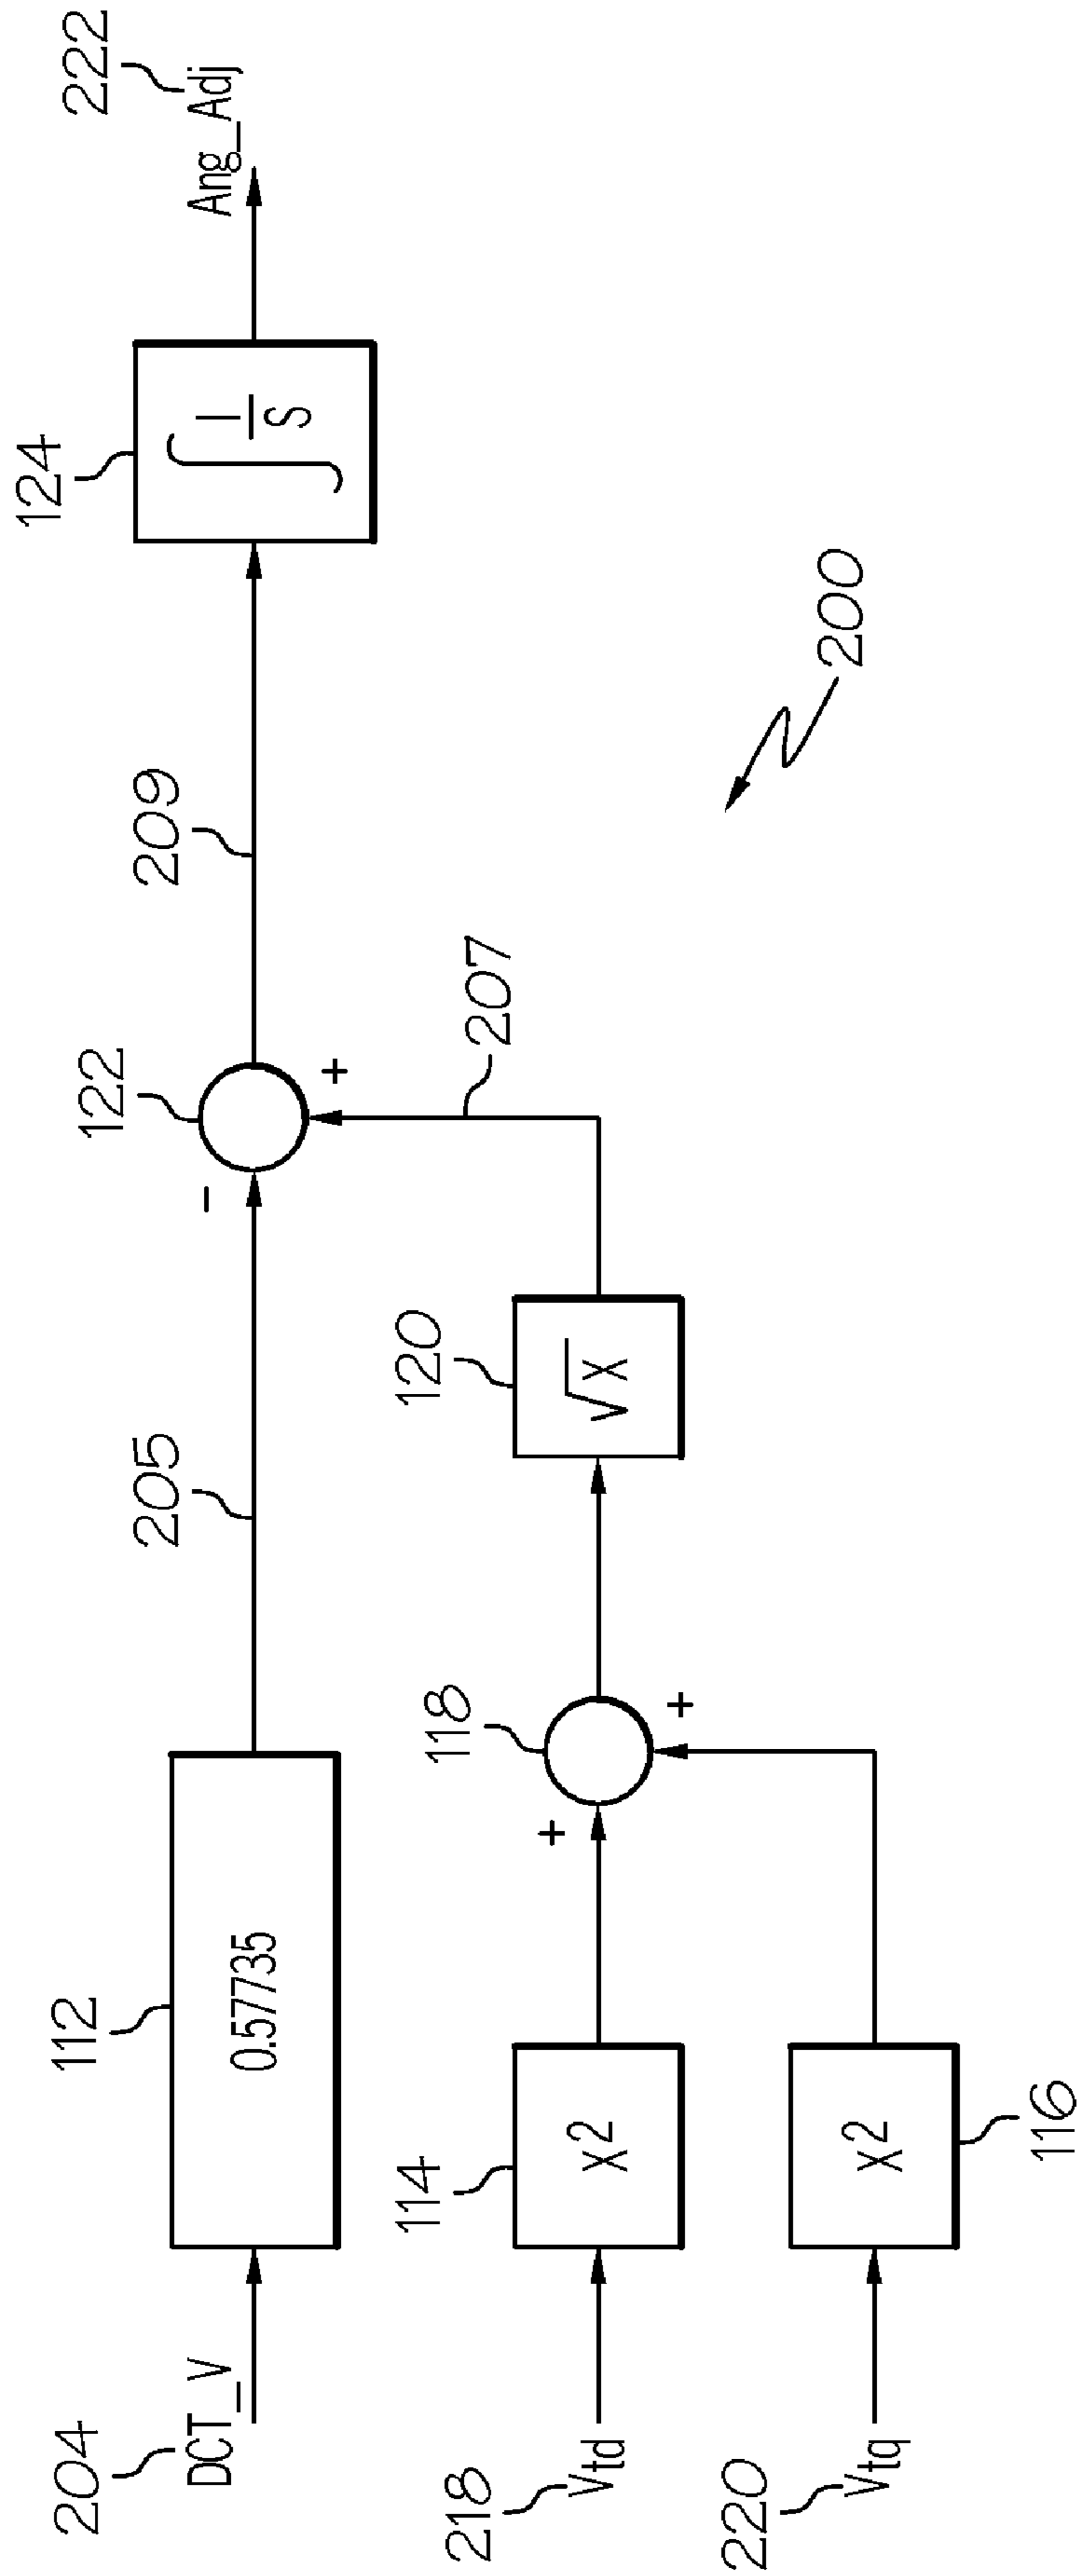 204
DCT_V
112
0.57735
205
122
-
+
209
124
∫ 1/S
222
Ang_Adj
207
218
Vtd
114
X²
118
+
+
120
√X
220
Vtq
116
X²
200